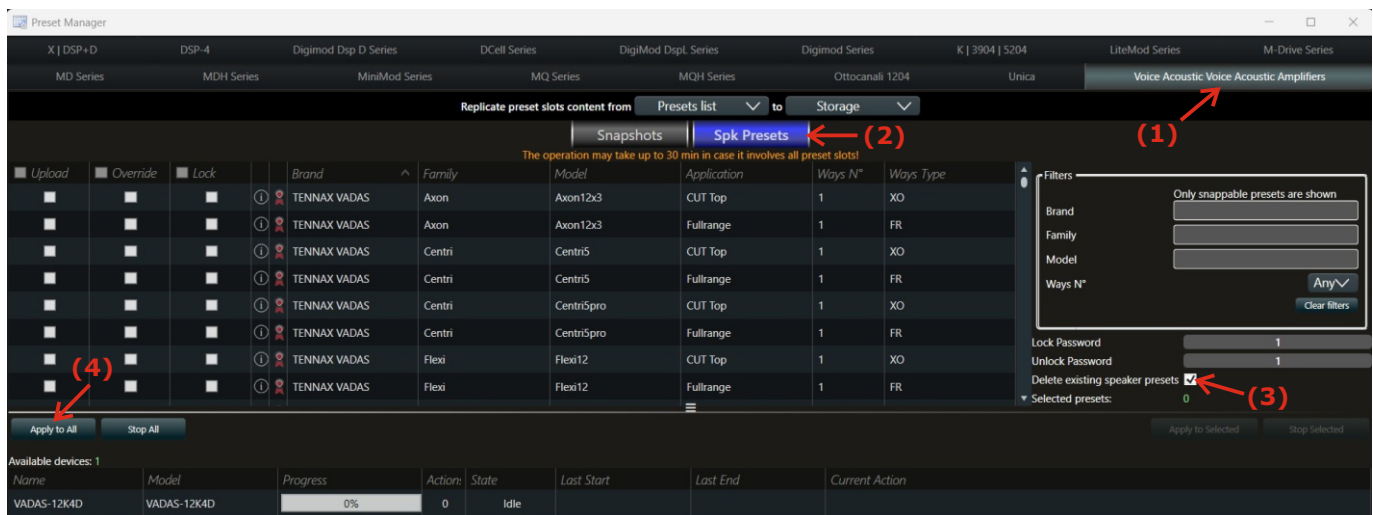 Preset Manager
X | DSP+D DSP-4 Digimod Dsp D Series DCell Series DigiMod DspL Series Digimod Series K | 3904 | 5204 LiteMod Series M-Drive Series
MD Series MDH Series MiniMod Series MQ Series MQH Series Ottocanali 1204 Unica Voice Acoustic Voice Acoustic Amplifiers
Replicate preset slots content from Presets list to Storage
(1)
Snapshots Spk Presets (2)
The operation may take up to 30 min in case it involves all preset slots!
Upload Override Lock Brand Family Model Application Ways N° Ways Type
TENNAX VADAS Axon Axon12x3 CUT Top 1 XO
TENNAX VADAS Axon Axon12x3 Fullrange 1 FR
TENNAX VADAS Centri Centri5 CUT Top 1 XO
TENNAX VADAS Centri Centri5 Fullrange 1 FR
TENNAX VADAS Centri Centri5pro CUT Top 1 XO
TENNAX VADAS Centri Centri5pro Fullrange 1 FR
TENNAX VADAS Flexi Flexi12 CUT Top 1 XO
TENNAX VADAS Flexi Flexi12 Fullrange 1 FR
Filters
Only snappable presets are shown
Brand
Family
Model
Ways N° Any
Clear filters
Lock Password 1
Unlock Password 1
Delete existing speaker presets
(3)
Selected presets: 0
(4)
Apply to All Stop All Apply to Selected Stop Selected
Available devices: 1
Name Model Progress Action: State Last Start Last End Current Action
VADAS-12K4D VADAS-12K4D 0% 0 Idle